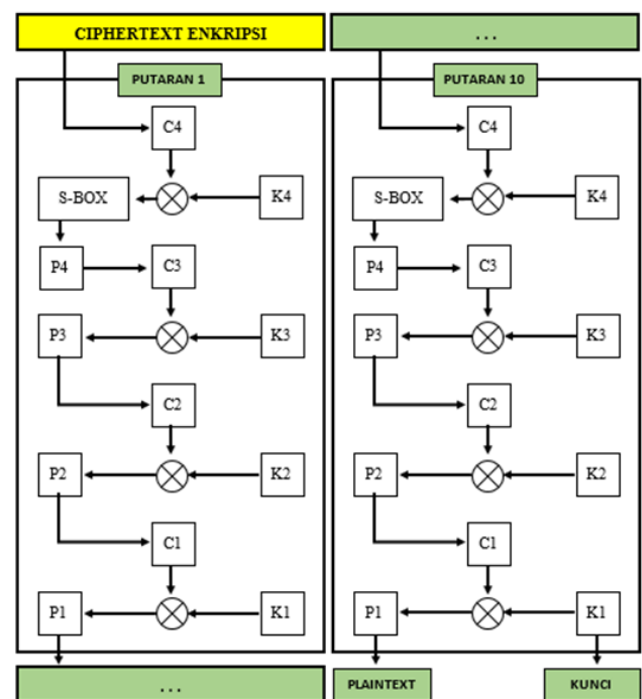 CIPHERTEXT ENKRIPSI
...
PUTARAN 1
PUTARAN 10
C4
C4
S-BOX
K4
S-BOX
K4
P4
C3
P4
C3
P3
K3
P3
K3
C2
C2
P2
K2
P2
K2
C1
C1
P1
K1
P1
K1
...
PLAINTEXT
KUNCI